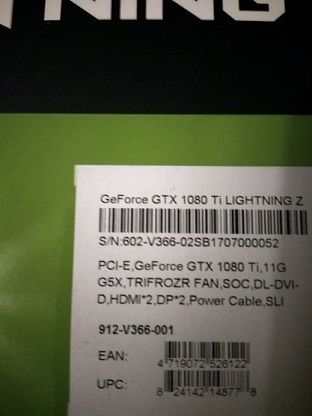 NING
GeForce GTX 1080 Ti LIGHTNING Z
S/N:602-V366-02SB1707000052
PCI-E,GeForce GTX 1080 Ti,11G
G5X,TRIFROZR FAN,SOC,DL-DVI-
D,HDMI*2,DP*2,Power Cable,SLI
912-V366-001
EAN:
4 719072 526122
UPC:
8 24142 14877 8